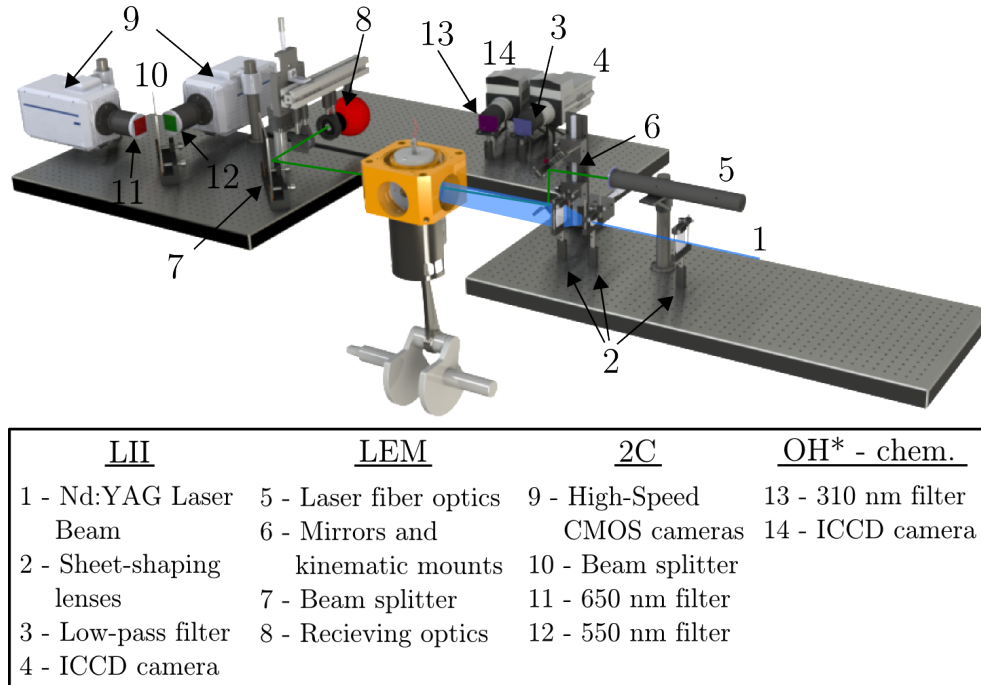 9
8
13
14
3
4
10
6
5
11
12
7
1
2
LII
1 - Nd:YAG Laser
Beam
2 - Sheet-shaping
lenses
3 - Low-pass filter
4 - ICCD camera
LEM
5 - Laser fiber optics
6 - Mirrors and
kinematic mounts
7 - Beam splitter
8 - Recieving optics
2C
9 - High-Speed
CMOS cameras
10 - Beam splitter
11 - 650 nm filter
12 - 550 nm filter
OH* - chem.
13 - 310 nm filter
14 - ICCD camera